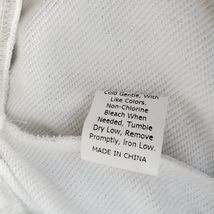 Cold Gentle, With
Like Colors.
Non-Chlorine
Bleach When
Needed, Tumble
Dry Low, Remove
Promptly, Iron Low.
MADE IN CHINA